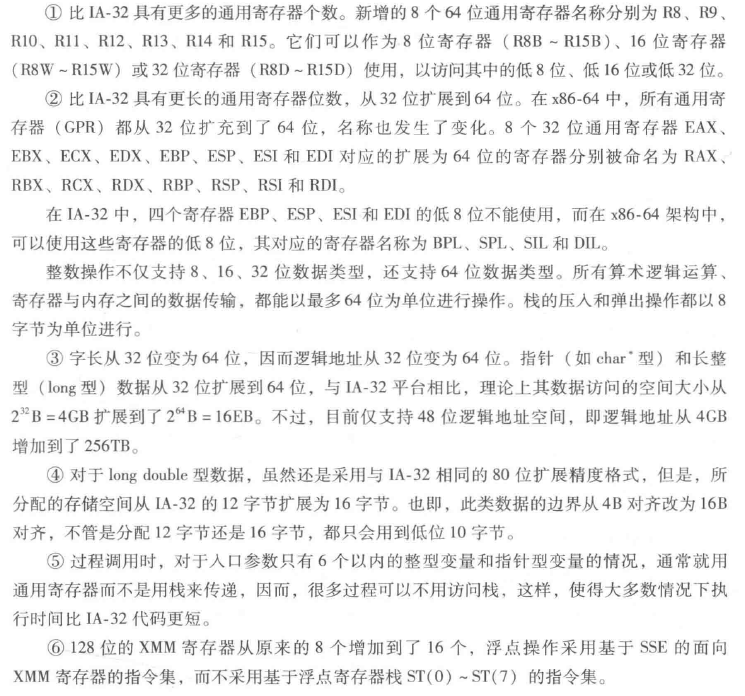 ① 比 IA-32 具有更多的通用寄存器个数。新增的 8 个 64 位通用寄存器名称分别为 R8、R9、
R10、R11、R12、R13、R14 和 R15。它们可以作为 8 位寄存器（R8B ~ R15B）、16 位寄存器
（R8W ~ R15W）或 32 位寄存器（R8D ~ R15D）使用，以访问其中的低 8 位、低 16 位或低 32 位。
② 比 IA-32 具有更长的通用寄存器位数，从 32 位扩展到 64 位。在 x86-64 中，所有通用寄
存器（GPR）都从 32 位扩充到了 64 位，名称也发生了变化。8 个 32 位通用寄存器 EAX、
EBX、ECX、EDX、EBP、ESP、ESI 和 EDI 对应的扩展为 64 位的寄存器分别被命名为 RAX、
RBX、RCX、RDX、RBP、RSP、RSI 和 RDI。
在 IA-32 中，四个寄存器 EBP、ESP、ESI 和 EDI 的低 8 位不能使用，而在 x86-64 架构中，
可以使用这些寄存器的低 8 位，其对应的寄存器名称为 BPL、SPL、SIL 和 DIL。
整数操作不仅支持 8、16、32 位数据类型，还支持 64 位数据类型。所有算术逻辑运算、
寄存器与内存之间的数据传输，都能以最多 64 位为单位进行操作。栈的压入和弹出操作都以 8
字节为单位进行。
③ 字长从 32 位变为 64 位，因而逻辑地址从 32 位变为 64 位。指针（如 char* 型）和长整
型（long 型）数据从 32 位扩展到 64 位，与 IA-32 平台相比，理论上其数据访问的空间大小从
2³²B = 4GB 扩展到了 2⁶⁴B = 16EB。不过，目前仅支持 48 位逻辑地址空间，即逻辑地址从 4GB
增加到了 256TB。
④ 对于 long double 型数据，虽然还是采用与 IA-32 相同的 80 位扩展精度格式，但是，所
分配的存储空间从 IA-32 的 12 字节扩展为 16 字节。也即，此类数据的边界从 4B 对齐改为 16B
对齐，不管是分配 12 字节还是 16 字节，都只会用到低位 10 字节。
⑤ 过程调用时，对于入口参数只有 6 个以内的整型变量和指针型变量的情况，通常就用
通用寄存器而不是用栈来传递，因而，很多过程可以不用访问栈，这样，使得大多数情况下执
行时间比 IA-32 代码更短。
⑥ 128 位的 XMM 寄存器从原来的 8 个增加到了 16 个，浮点操作采用基于 SSE 的面向
XMM 寄存器的指令集，而不采用基于浮点寄存器栈 ST(0) ~ ST(7) 的指令集。